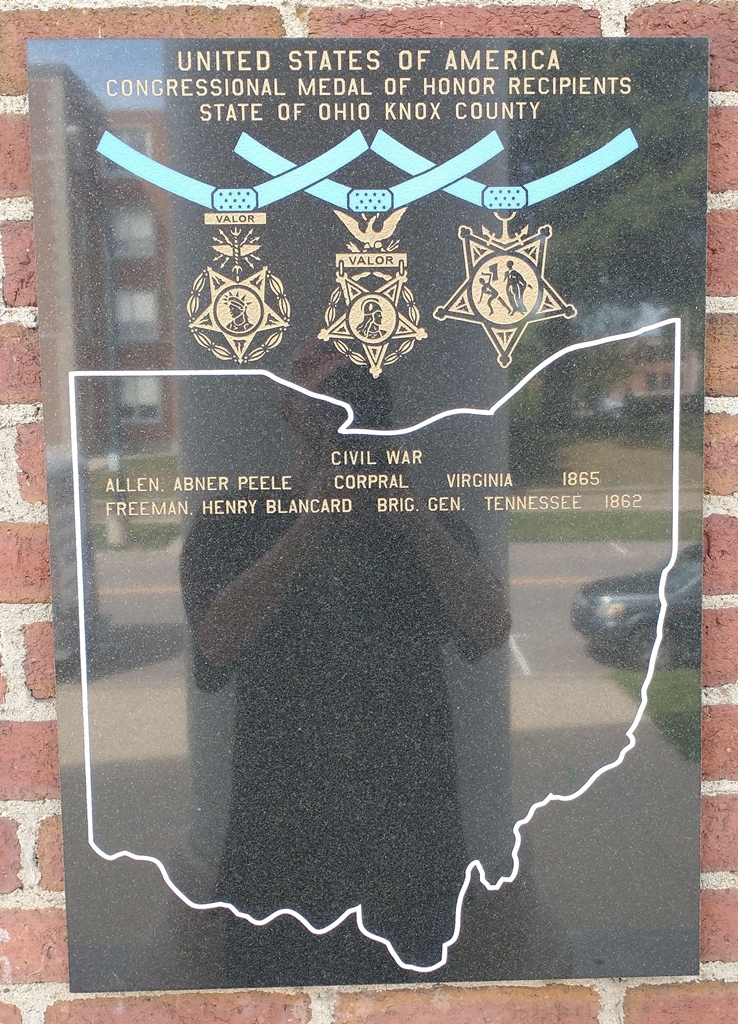 UNITED STATES OF AMERICA
CONGRESSIONAL MEDAL OF HONOR RECIPIENTS
STATE OF OHIO KNOX COUNTY
VALOR
VALOR
CIVIL WAR
ALLEN, ABNER PEELE CORPRAL VIRGINIA 1865
FREEMAN, HENRY BLANCARD BRIG. GEN. TENNESSEE 1862